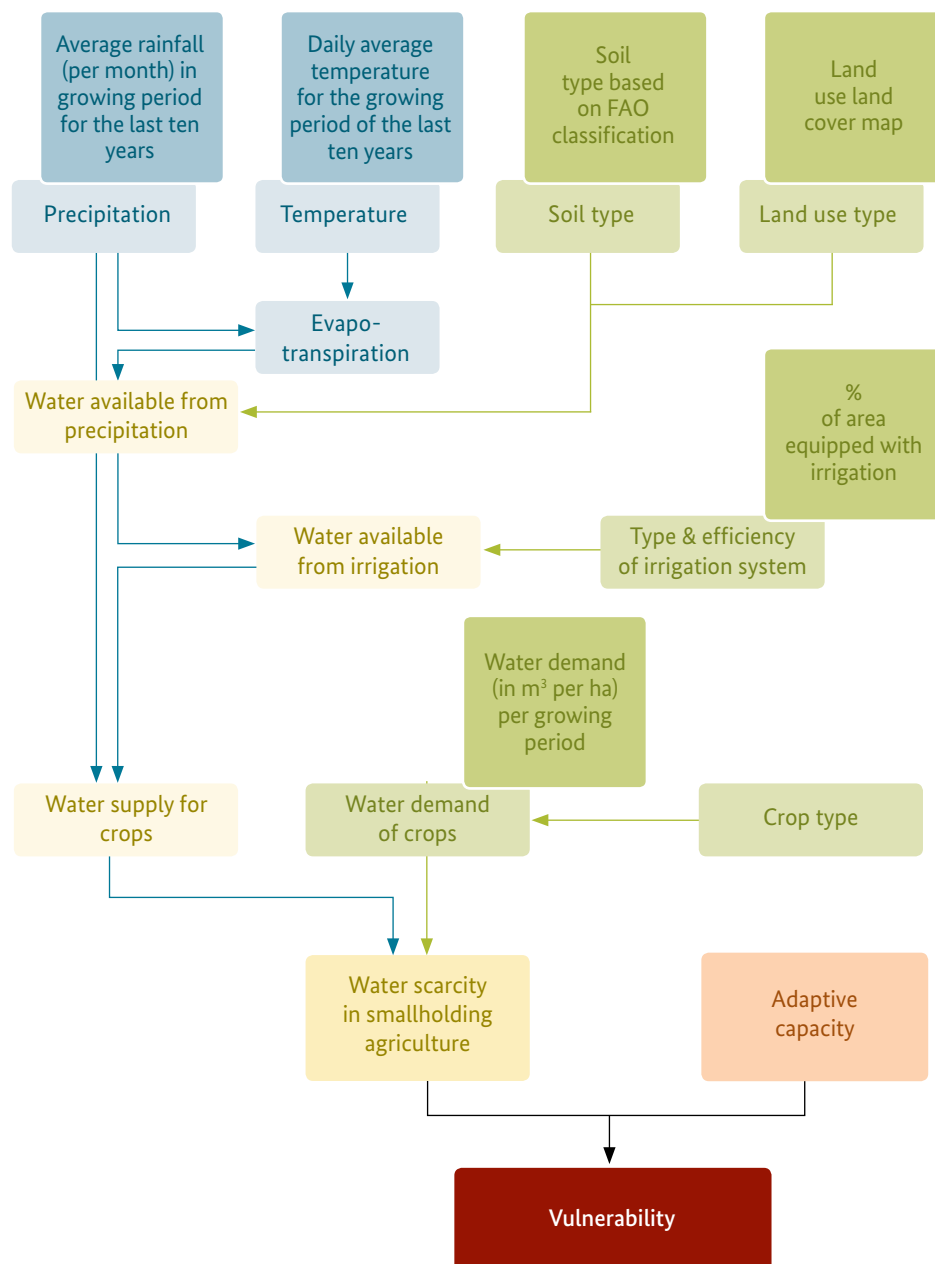 Average rainfall
(per month) in
growing period
for the last ten
years
Daily average
temperature
for the growing
period of the last
ten years
Soil
type based
on FAO
classification
Land
use land
cover map
Precipitation
Temperature
Soil type
Land use type
Evapo-
transpiration
%
of area
equipped with
irrigation
Water available from
precipitation
Water available
from irrigation
Type & efficiency
of irrigation system
Water demand
(in m³ per ha)
per growing
period
Water supply for
crops
Water demand
of crops
Crop type
Water scarcity
in smallholding
agriculture
Adaptive
capacity
Vulnerability